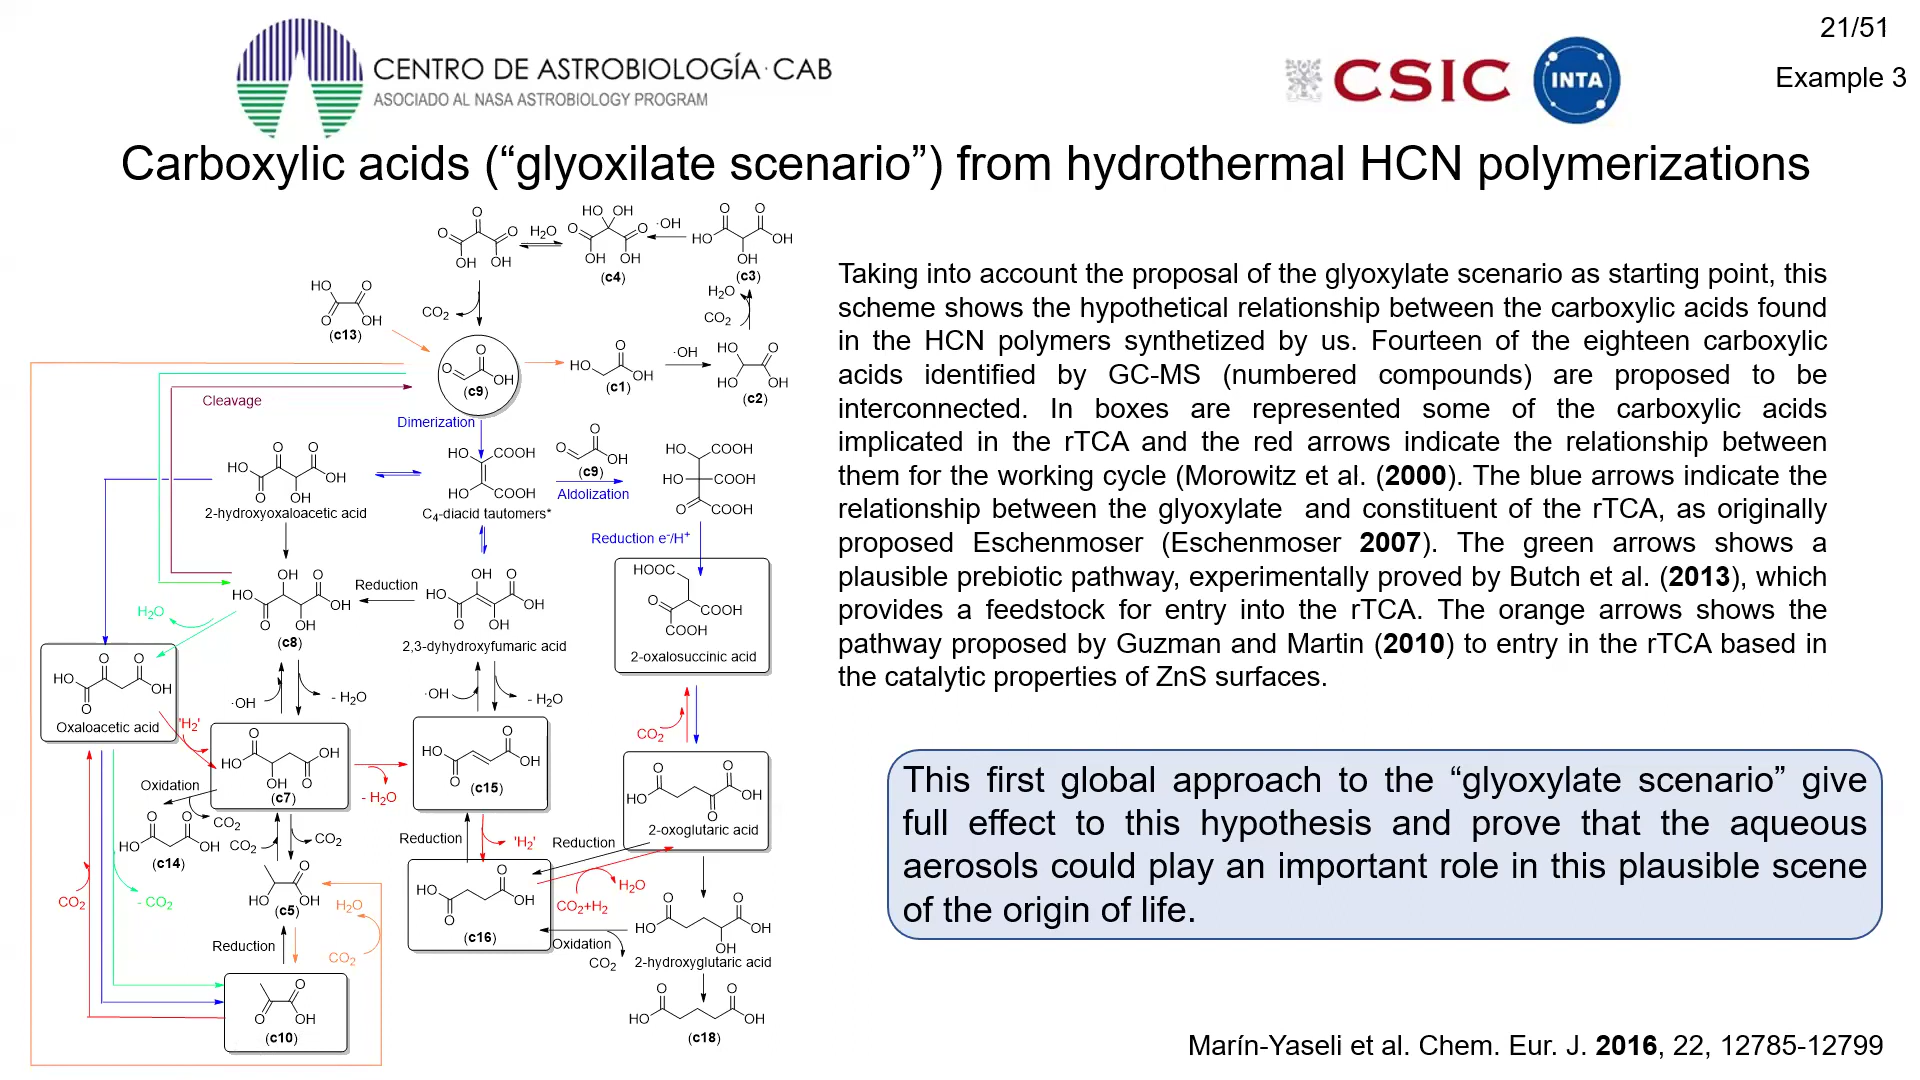 21/51
Example 3
CENTRO DE ASTROBIOLOGÍA · CAB
ASOCIADO AL NASA ASTROBIOLOGY PROGRAM
CSIC
INTA
Carboxylic acids (“glyoxilate scenario”) from hydrothermal HCN polymerizations
O O O OH OH
H2O
HO OH O O OH OH
(c4)
·OH
O O HO OH OH
(c3)
HO O O OH
(c13)
CO2
H2O
CO2
O O OH
(c9)
O HO OH
(c1)
·OH
HO O HO OH
(c2)
Cleavage
Dimerization
O O HO OH O OH
2-hydroxyoxaloacetic acid
HO COOH
HO COOH
C4-diacid tautomers*
O O OH
(c9)
Aldolization
HO COOH
HO COOH
O COOH
Reduction e-/H+
HOOC
O COOH
COOH
2-oxalosuccinic acid
H2O
OH O HO OH O OH
(c8)
Reduction
OH O HO OH O OH
2,3-dyhydroxyfumaric acid
O O HO OH O
Oxaloacetic acid
'H2'
·OH
- H2O
·OH
- H2O
CO2
O OH HO OH O
(c7)
- H2O
O HO OH O
(c15)
O O HO OH O
2-oxoglutaric acid
Oxidation
CO2
O O HO OH
(c14)
CO2
CO2
Reduction
'H2'
Reduction
O HO OH
(c5)
CO2
- CO2
H2O
CO2
Reduction
O HO OH O
(c16)
H2O
CO2+H2
Oxidation
CO2
O O HO OH OH
2-hydroxyglutaric acid
O O OH
(c10)
O O HO OH
(c18)
Taking into account the proposal of the glyoxylate scenario as starting point, this
scheme shows the hypothetical relationship between the carboxylic acids found
in the HCN polymers synthetized by us. Fourteen of the eighteen carboxylic
acids identified by GC-MS (numbered compounds) are proposed to be
interconnected. In boxes are represented some of the carboxylic acids
implicated in the rTCA and the red arrows indicate the relationship between
them for the working cycle (Morowitz et al. (2000). The blue arrows indicate the
relationship between the glyoxylate and constituent of the rTCA, as originally
proposed Eschenmoser (Eschenmoser 2007). The green arrows shows a
plausible prebiotic pathway, experimentally proved by Butch et al. (2013), which
provides a feedstock for entry into the rTCA. The orange arrows shows the
pathway proposed by Guzman and Martin (2010) to entry in the rTCA based in
the catalytic properties of ZnS surfaces.
This first global approach to the “glyoxylate scenario” give
full effect to this hypothesis and prove that the aqueous
aerosols could play an important role in this plausible scene
of the origin of life.
Marín-Yaseli et al. Chem. Eur. J. 2016, 22, 12785-12799